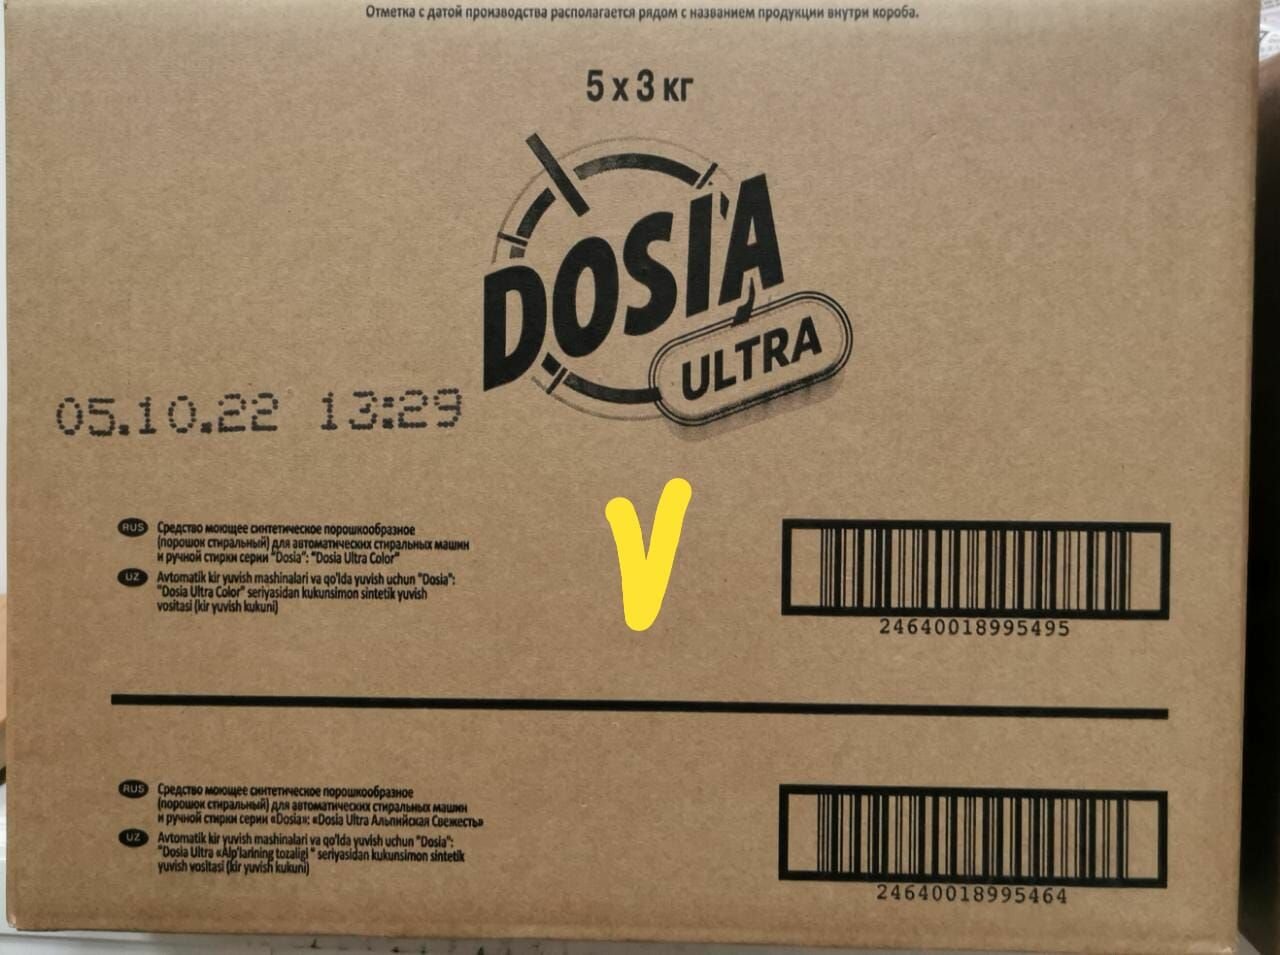 Отметка с датой производства располагается рядом с названием продукции внутри короба.
5 x 3 кг
DOSIA
ULTRA
05.10.22 13:29
V
RUS Средство моющее синтетическое порошкообразное
(порошок стиральный) для автоматических стиральных машин
и ручной стирки серии "Dosia": "Dosia Ultra Color"
UZ Avtomatik kir yuvish mashinalari va qo'lda yuvish uchun "Dosia":
"Dosia Ultra Color" seriyasidan kukunsimon sintetik yuvish
vositasi (kir yuvish kukuni)
24640018995495
RUS Средство моющее синтетическое порошкообразное
(порошок стиральный) для автоматических стиральных машин
и ручной стирки серии «Dosia»: «Dosia Ultra Альпийская Свежесть»
UZ Avtomatik kir yuvish mashinalari va qo'lda yuvish uchun "Dosia":
"Dosia Ultra «Alp'larining tozaligi" seriyasidan kukunsimon sintetik
yuvish vositasi (kir yuvish kukuni)
24640018995464